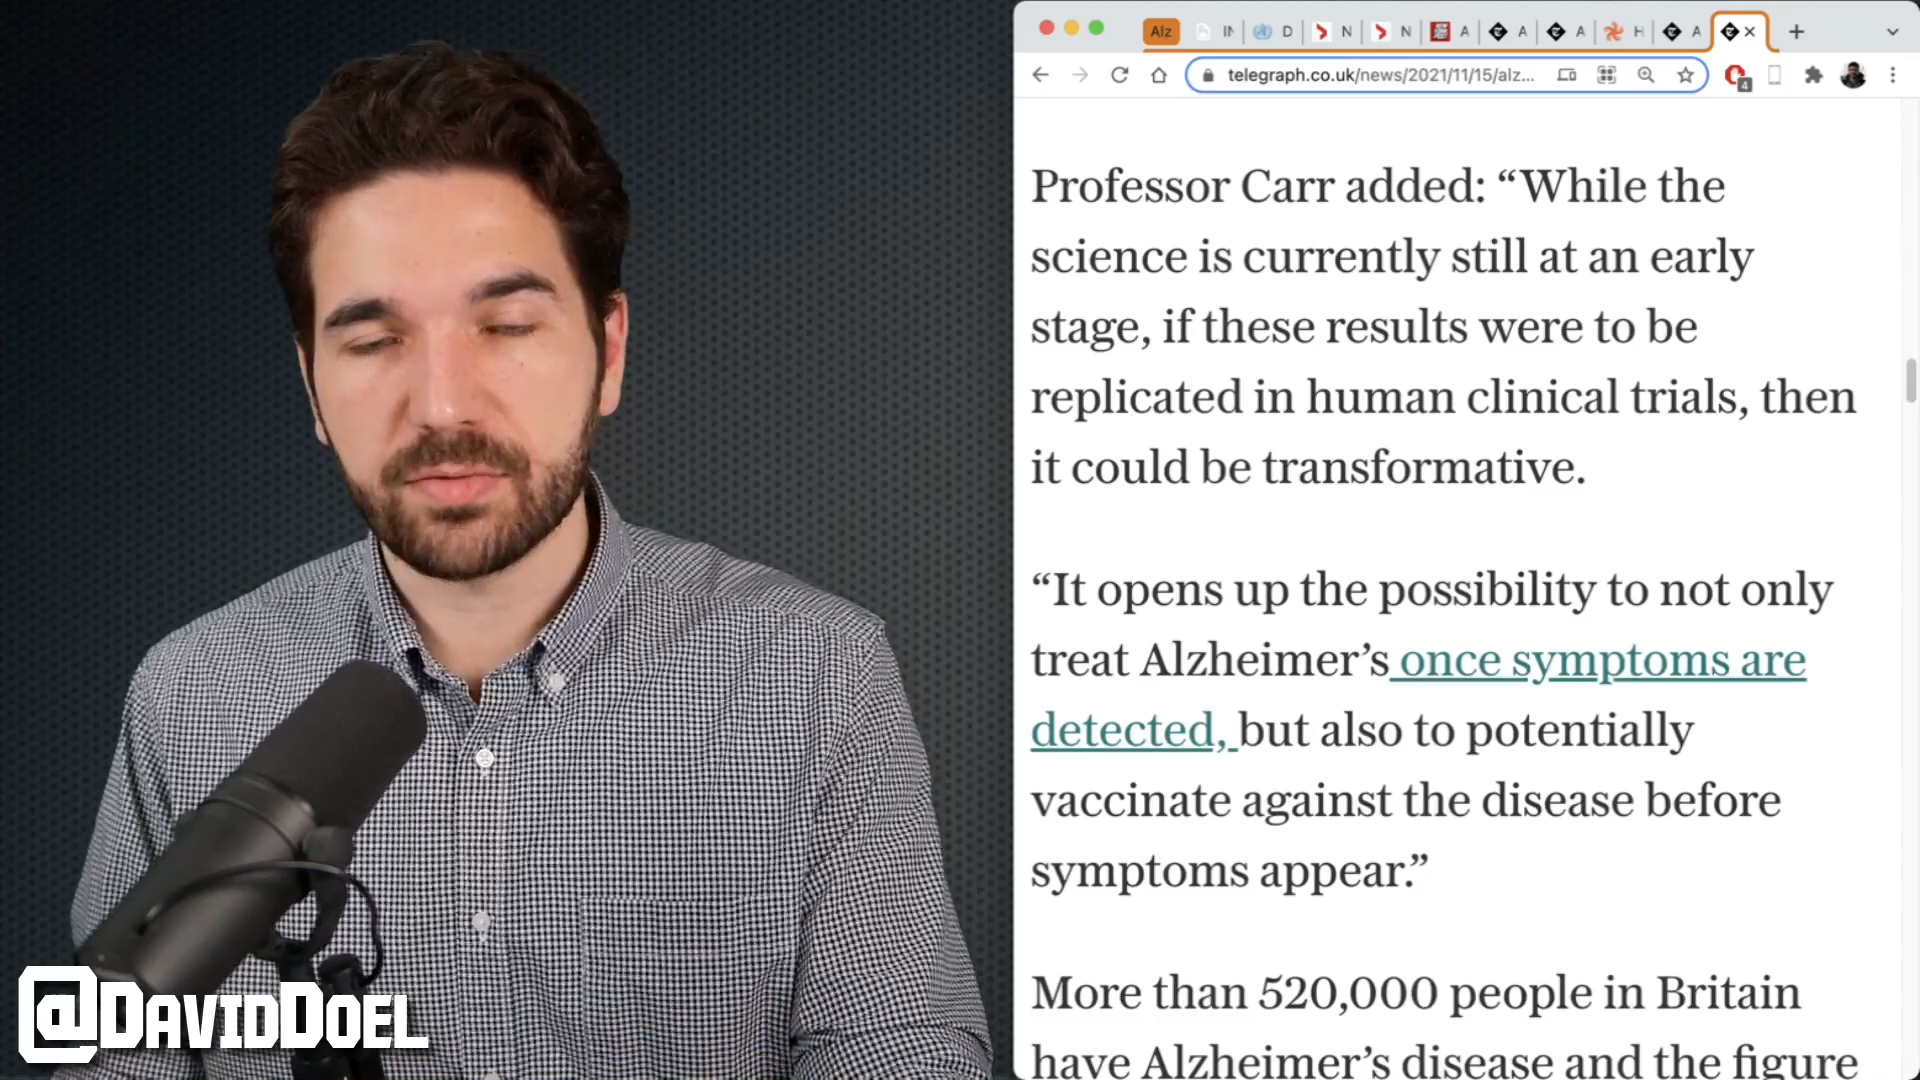 Alz
IN
D
N
N
A
A
A
H
A
telegraph.co.uk/news/2021/11/15/alz...
4
Professor Carr added: “While the
science is currently still at an early
stage, if these results were to be
replicated in human clinical trials, then
it could be transformative.
“It opens up the possibility to not only
treat Alzheimer’s once symptoms are
detected, but also to potentially
vaccinate against the disease before
symptoms appear.”
More than 520,000 people in Britain
have Alzheimer’s disease and the figure
@DavidDoel